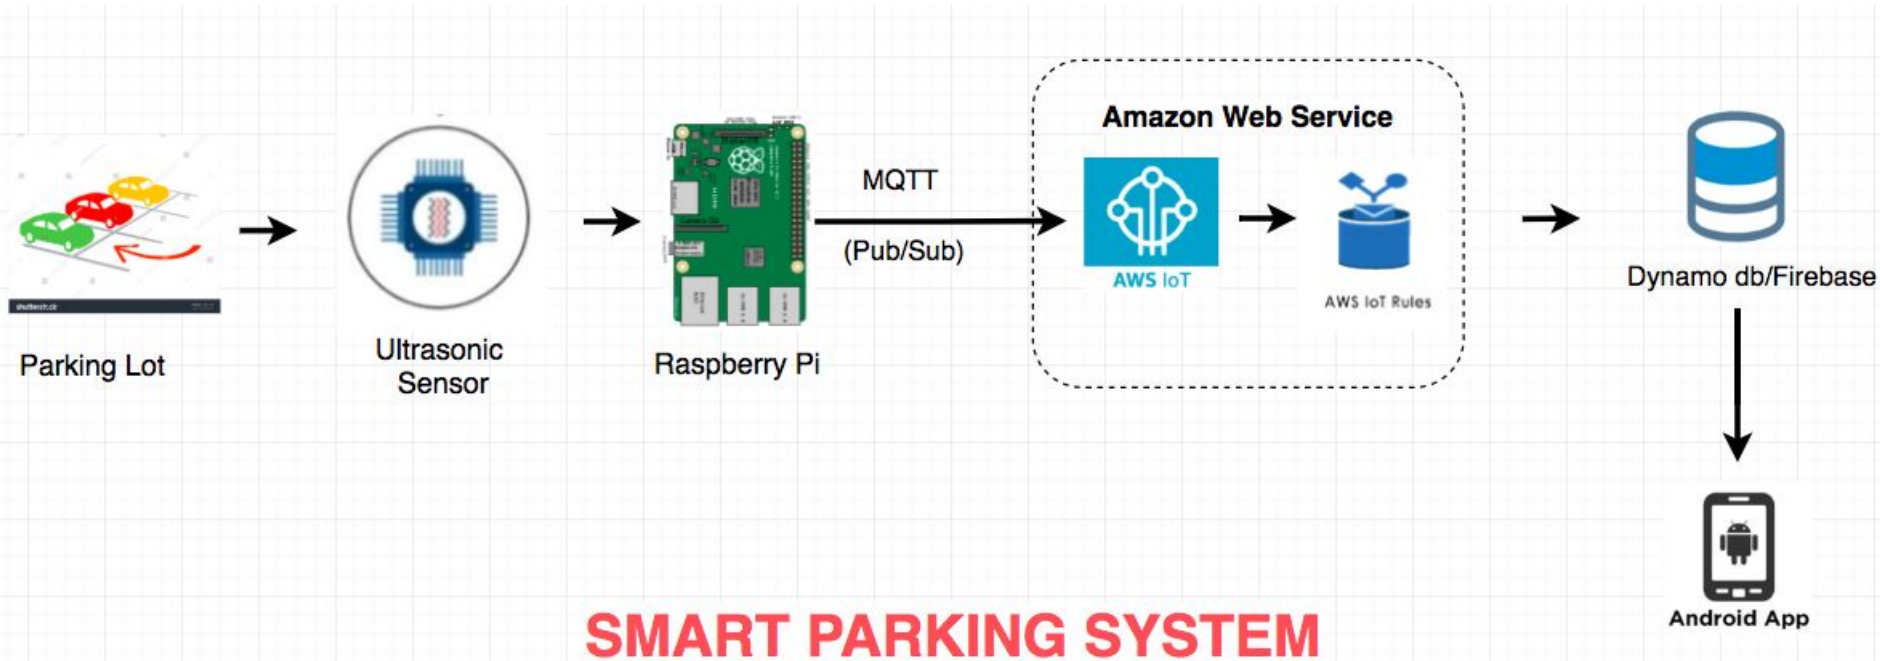 Amazon Web Service
MQTT
(Pub/Sub)
AWS IoT
AWS IoT Rules
Dynamo db/Firebase
shutterstock
Parking Lot
Ultrasonic
Sensor
Raspberry Pi
Android App
SMART PARKING SYSTEM